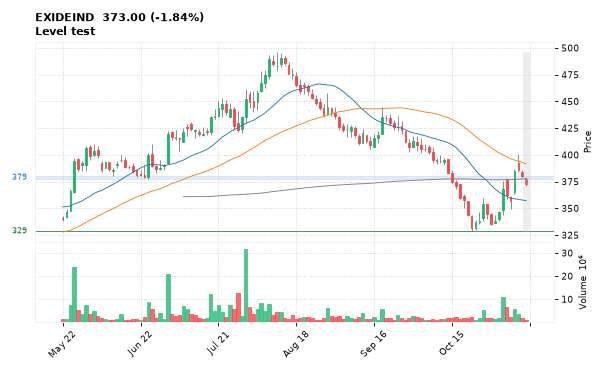 EXIDEIND 373.00 (-1.84%)
Level test
500
475
450
425
400
375
350
325
Price
379
329
30
20
10
Volume 10⁴
May 22
Jun 22
Jul 21
Aug 18
Sep 16
Oct 15